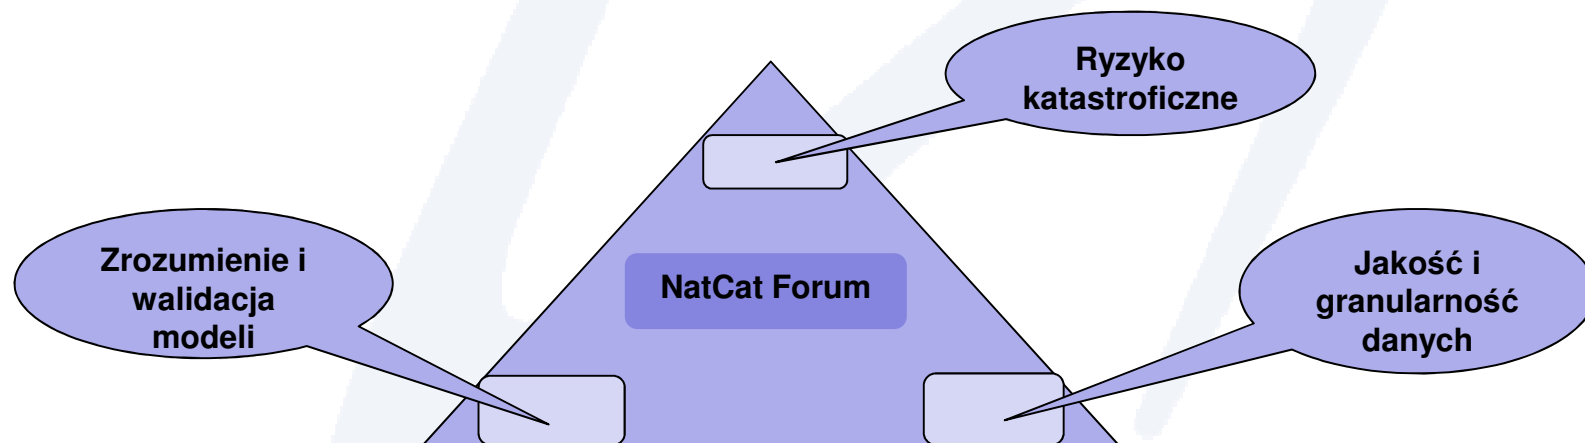 Ryzyko
katastroficzne
Zrozumienie i
walidacja
modeli
NatCat Forum
Jakość i
granularność
danych